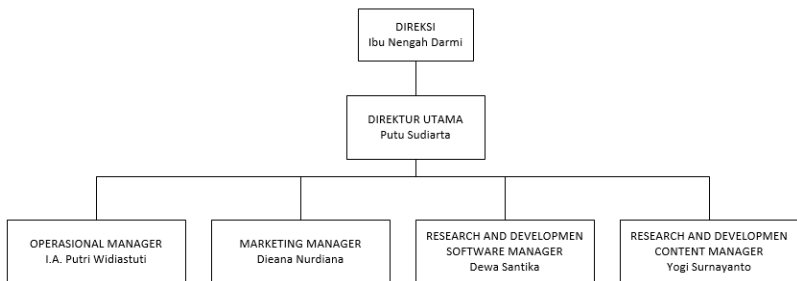 DIREKSI
Ibu Nengah Darmi
DIREKTUR UTAMA
Putu Sudiarta
OPERASIONAL MANAGER
I.A. Putri Widiastuti
MARKETING MANAGER
Dieana Nurdiana
RESEARCH AND DEVELOPMEN
SOFTWARE MANAGER
Dewa Santika
RESEARCH AND DEVELOPMEN
CONTENT MANAGER
Yogi Surnayanto